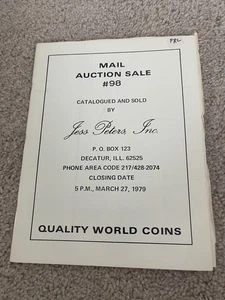 MAIL
AUCTION SALE
#98
CATALOGUED AND SOLD
BY
Jess Peters, Inc.
P. O. BOX 123
DECATUR, ILL. 62525
PHONE AREA CODE 217/428-2074
CLOSING DATE
5 P.M., MARCH 27, 1979
QUALITY WORLD COINS